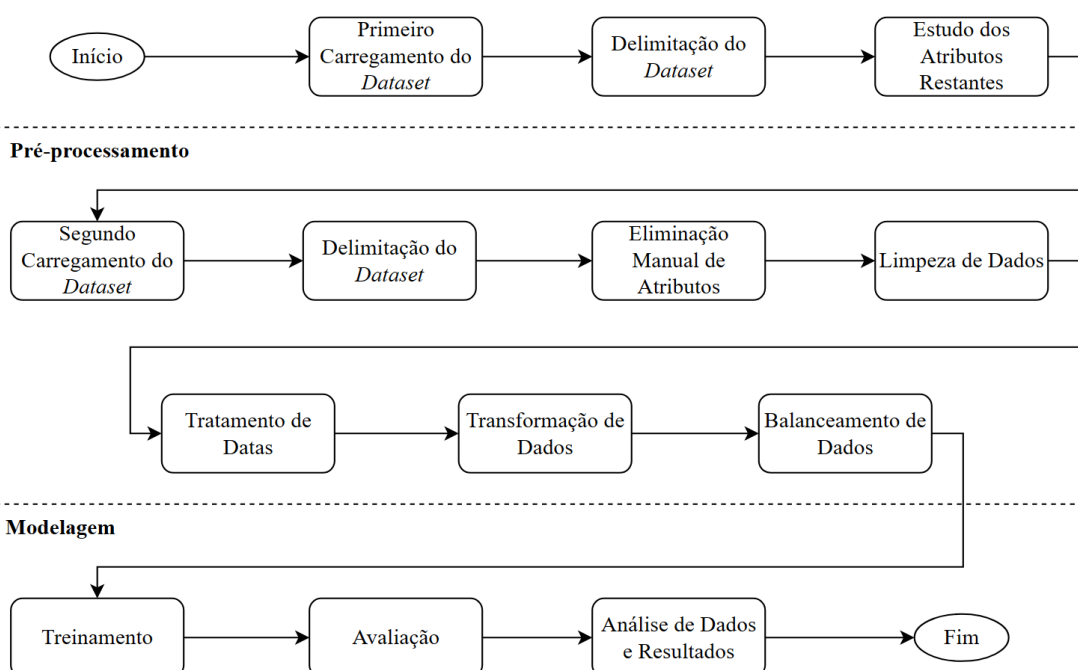 Início
Primeiro
Carregamento do
Dataset
Delimitação do
Dataset
Estudo dos
Atributos
Restantes
Pré-processamento
Segundo
Carregamento do
Dataset
Delimitação do
Dataset
Eliminação
Manual de
Atributos
Limpeza de Dados
Tratamento de
Datas
Transformação de
Dados
Balanceamento de
Dados
Modelagem
Treinamento
Avaliação
Análise de Dados
e Resultados
Fim